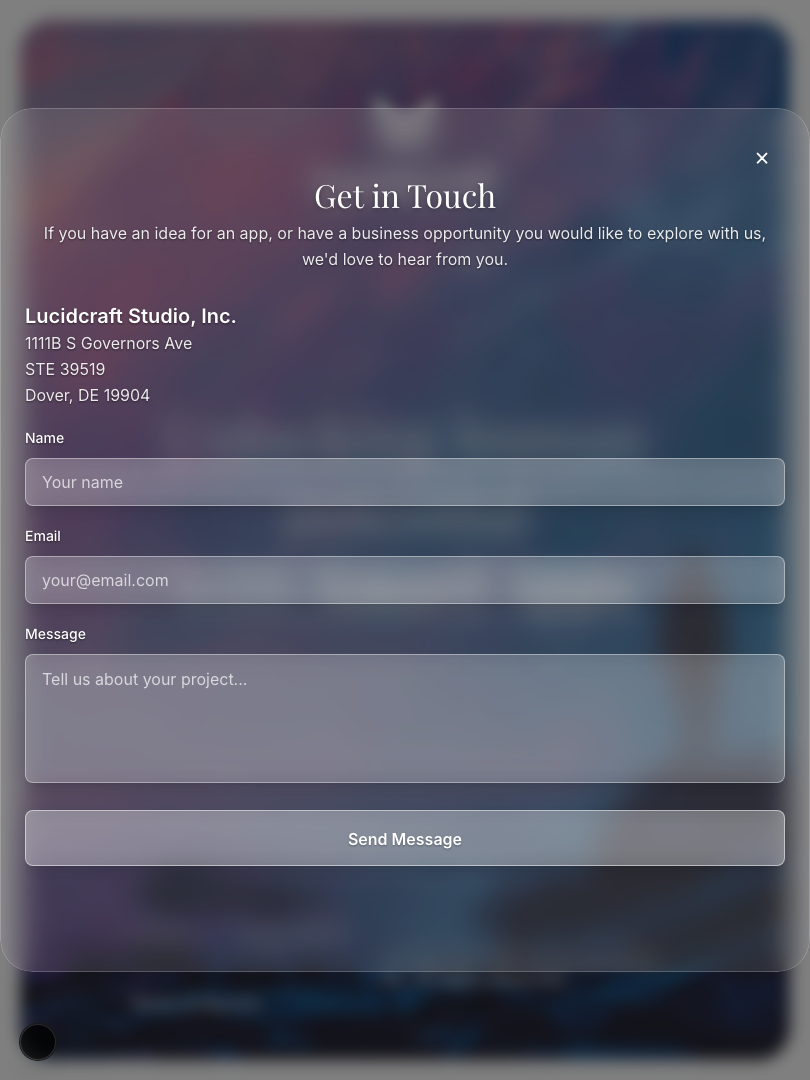 ×
Get in Touch
If you have an idea for an app, or have a business opportunity you would like to explore with us,
we'd love to hear from you.
Lucidcraft Studio, Inc.
1111B S Governors Ave
STE 39519
Dover, DE 19904
Name
Your name
Email
your@email.com
Message
Tell us about your project...
Send Message